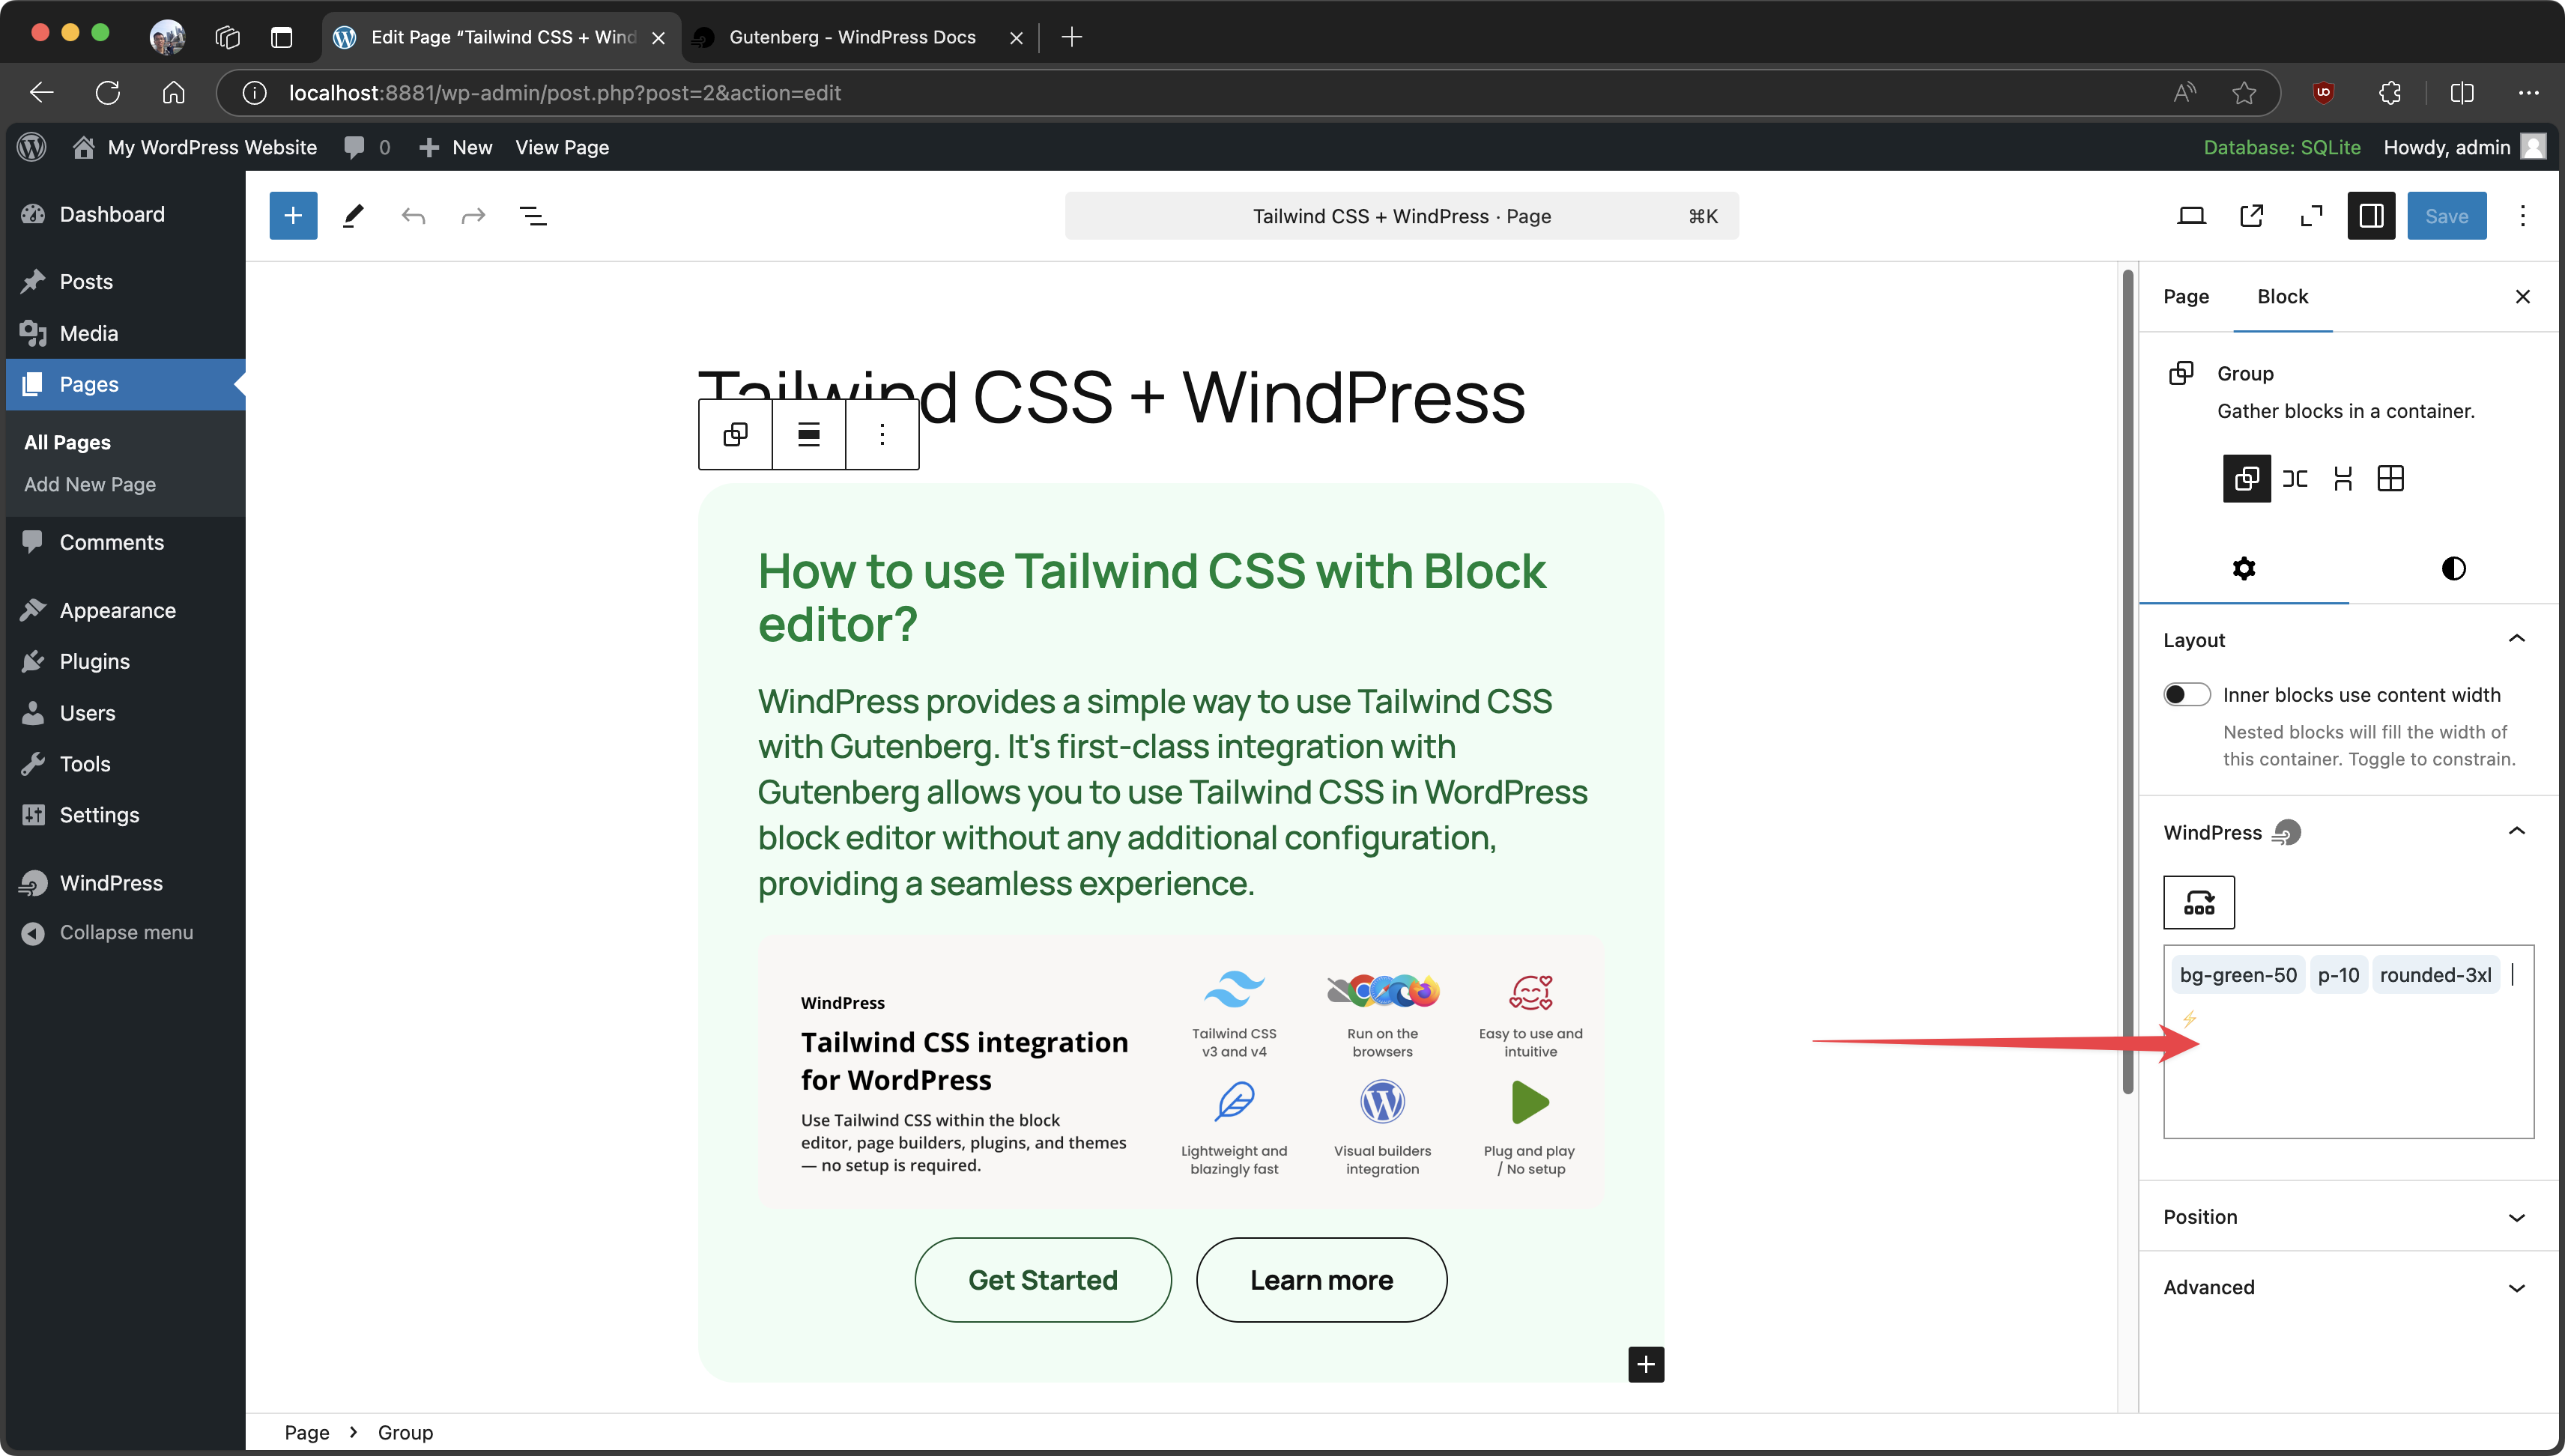 Edit Page “Tailwind CSS + Wind
Gutenberg - WindPress Docs
localhost:8881/wp-admin/post.php?post=2&action=edit
My WordPress Website
0
New
View Page
Database: SQLite
Howdy, admin
Dashboard
Posts
Media
Pages
All Pages
Add New Page
Comments
Appearance
Plugins
Users
Tools
Settings
WindPress
Collapse menu
Tailwind CSS + WindPress · Page
⌘K
Save
Tailwind CSS + WindPress
How to use Tailwind CSS with Block
editor?
WindPress provides a simple way to use Tailwind CSS
with Gutenberg. It's first-class integration with
Gutenberg allows you to use Tailwind CSS in WordPress
block editor without any additional configuration,
providing a seamless experience.
WindPress
Tailwind CSS integration
for WordPress
Use Tailwind CSS within the block
editor, page builders, plugins, and themes
— no setup is required.
Tailwind CSS
v3 and v4
Run on the
browsers
Easy to use and
intuitive
Lightweight and
blazingly fast
Visual builders
integration
Plug and play
/ No setup
Get Started
Learn more
Page
Block
Group
Gather blocks in a container.
Layout
Inner blocks use content width
Nested blocks will fill the width of
this container. Toggle to constrain.
WindPress
bg-green-50 p-10 rounded-3xl
Position
Advanced
Page › Group